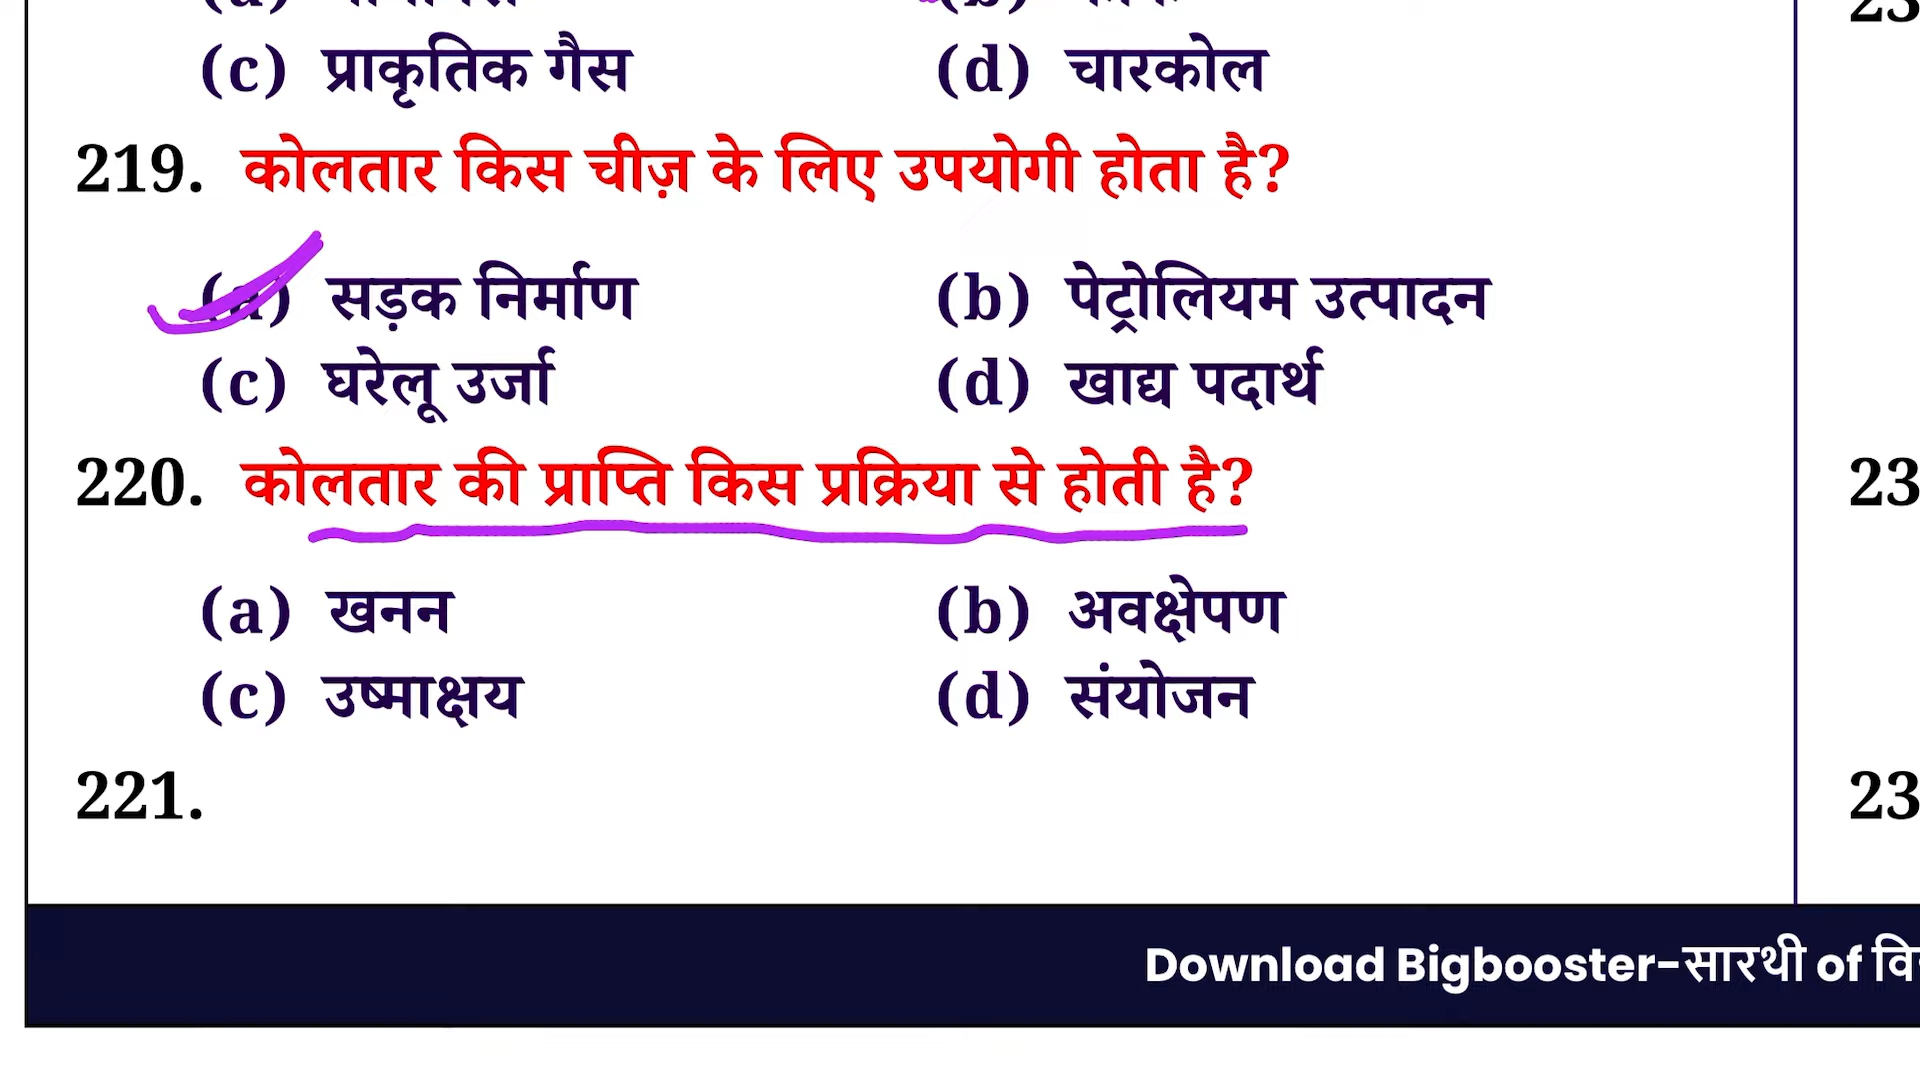 (c) प्राकृतिक गैस (d) चारकोल
219. कोलतार किस चीज़ के लिए उपयोगी होता है?
(a) सड़क निर्माण (b) पेट्रोलियम उत्पादन
(c) घरेलू उर्जा (d) खाद्य पदार्थ
220. कोलतार की प्राप्ति किस प्रक्रिया से होती है?
23
(a) खनन (b) अवक्षेपण
(c) उष्माक्षय (d) संयोजन
221.
23
Download Bigbooster-सारथी of